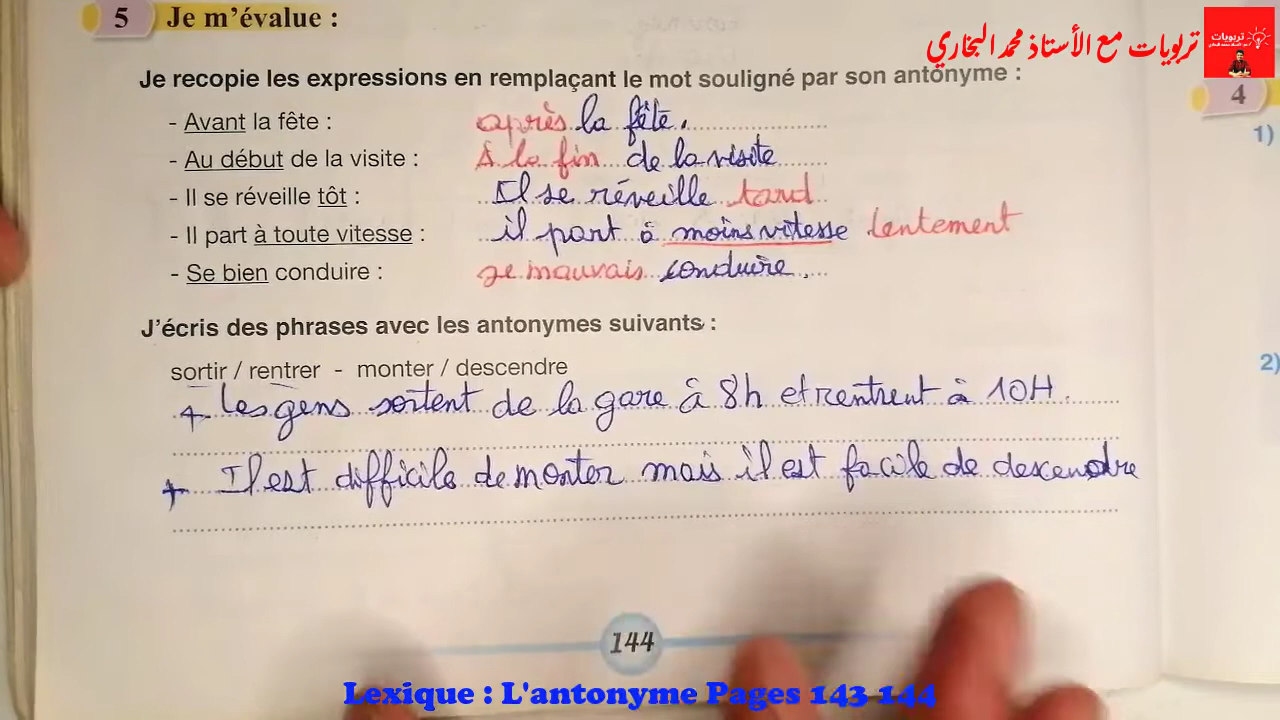 5 Je m'évalue :
تربويات مع الأستاذ محمد البخاري
تربويات
4
Je recopie les expressions en remplaçant le mot souligné par son antonyme :
- Avant la fête : après la fête.
1)
- Au début de la visite : À la fin de la visite
- Il se réveille tôt : Il se réveille tard
- Il part à toute vitesse : il part à moins vitesse lentement
- Se bien conduire : se mauvais conduire.
J'écris des phrases avec les antonymes suivants :
sortir / rentrer - monter / descendre
2)
+ Les gens sortent de la gare à 8h et rentrent à 10H.
+ Il est difficile de monter mais il est facile de descendre
144
Lexique : L'antonyme Pages 143 144